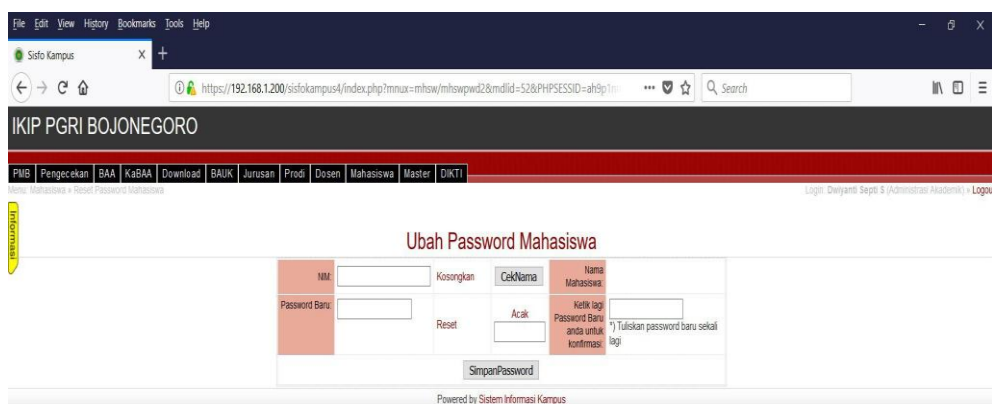 File Edit View History Bookmarks Tools Help
Sisfo Kampus
https://192.168.1.200/sisfokampus4/index.php?mnux=mhsw/mhswpwd2&mdlid=52&PHPSESSID=ah9p1
Search
IKIP PGRI BOJONEGORO
PMB Pengecekan BAA KaBAA Download BAUK Jurusan Prodi Dosen Mahasiswa Master DIKTI
Menu: Mahasiswa » Reset Password Mahasiswa
Login: Dwiyanti Septi S (Administrasi Akademik) » Logou
Informasi
Ubah Password Mahasiswa
NIM: Kosongkan CekNama Nama Mahasiswa:
Password Baru: Reset Acak
Ketik lagi
Password Baru
anda untuk
konfirmasi:
*) Tuliskan password baru sekali
lagi
SimpanPassword
Powered by Sistem Informasi Kampus